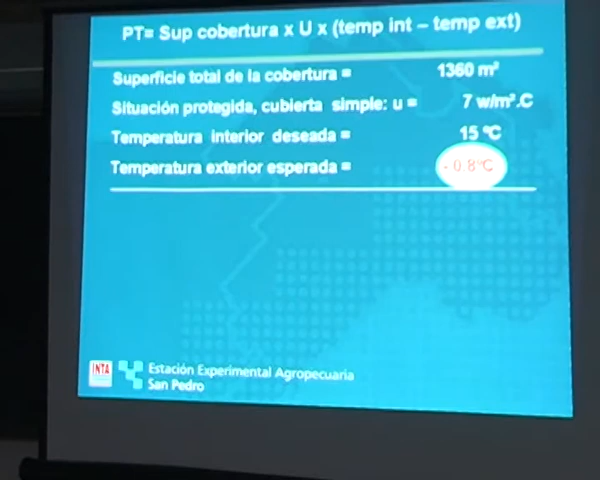 PT= Sup cobertura x U x (temp int – temp ext)
Superficie total de la cobertura = 1360 m²
Situación protegida, cubierta simple: u = 7 w/m².C
Temperatura interior deseada = 15 ºC
Temperatura exterior esperada = - 0.8ºC
INTA Estación Experimental Agropecuaria
San Pedro